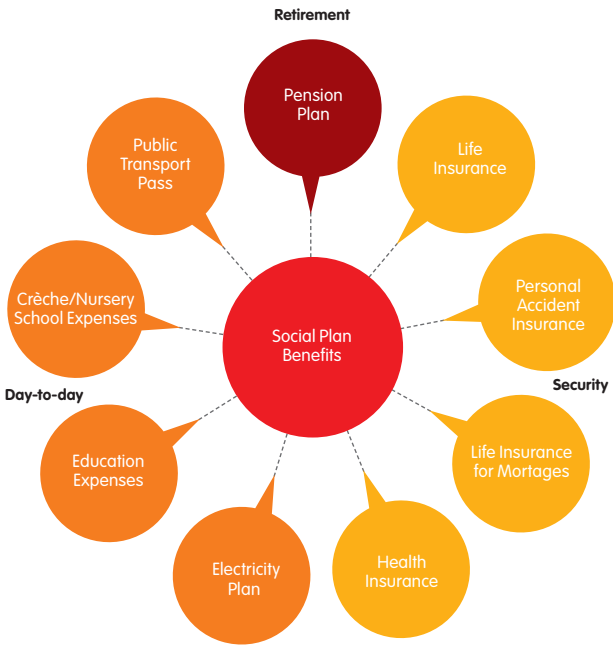 Retirement
Pension
Plan
Public
Transport
Pass
Life
Insurance
Crèche/Nursery
School Expenses
Personal
Accident
Insurance
Social Plan
Benefits
Day-to-day
Security
Education
Expenses
Life Insurance
for Mortages
Electricity
Plan
Health
Insurance